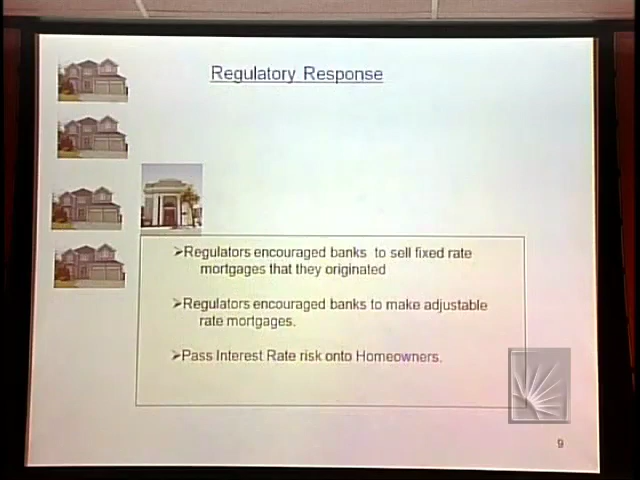 Regulatory Response
➢Regulators encouraged banks to sell fixed rate
mortgages that they originated
➢Regulators encouraged banks to make adjustable
rate mortgages.
➢Pass Interest Rate risk onto Homeowners.
9